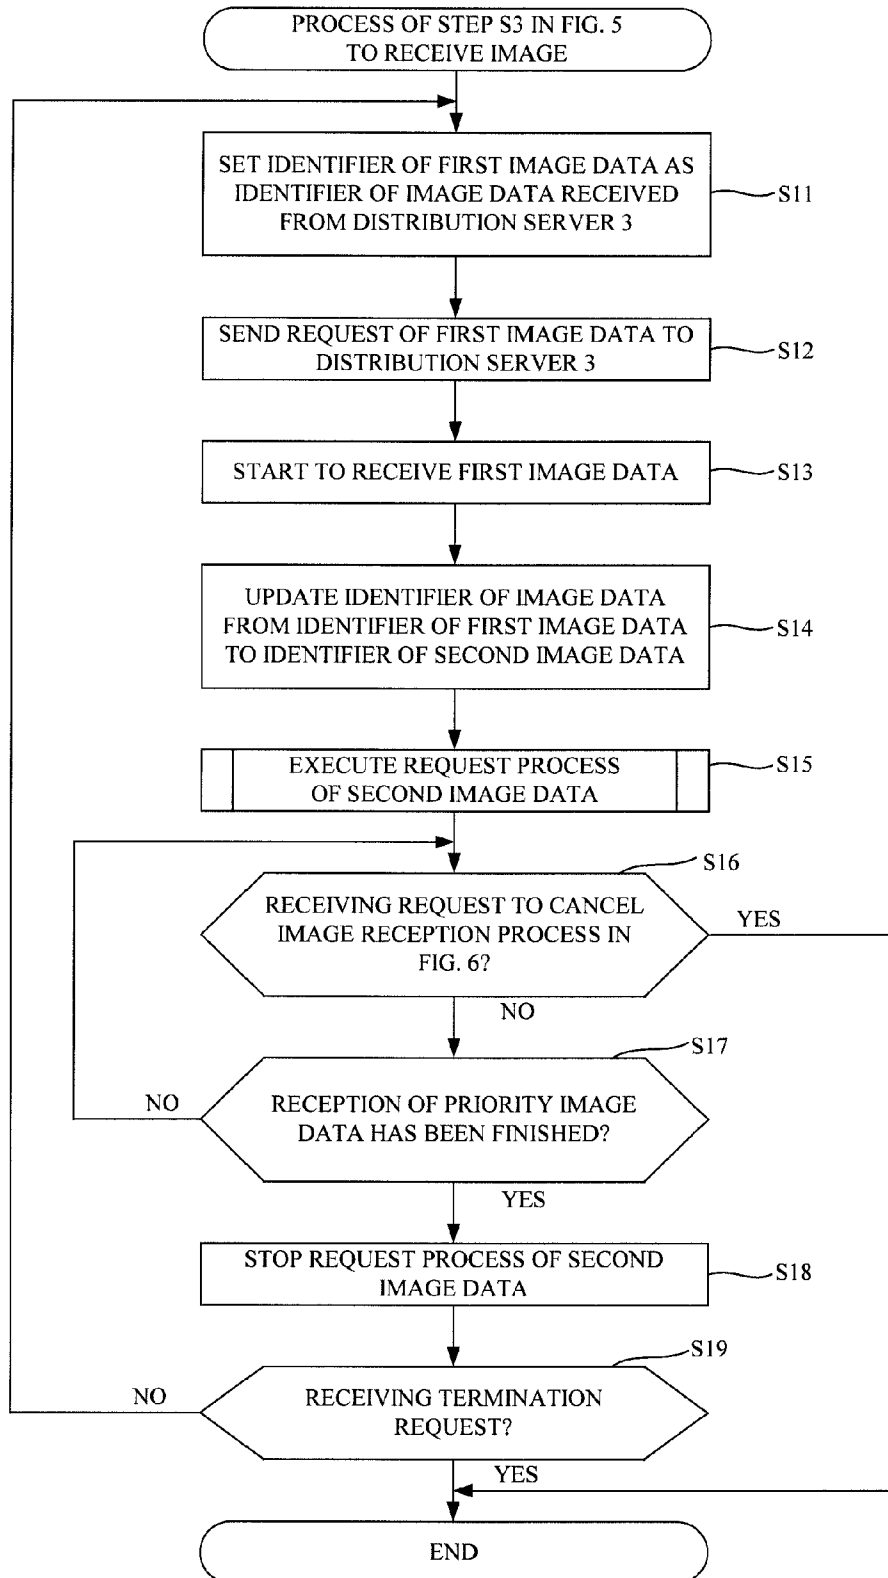 PROCESS OF STEP S3 IN FIG. 5
TO RECEIVE IMAGE
SET IDENTIFIER OF FIRST IMAGE DATA AS
IDENTIFIER OF IMAGE DATA RECEIVED
FROM DISTRIBUTION SERVER 3
S11
SEND REQUEST OF FIRST IMAGE DATA TO
DISTRIBUTION SERVER 3
S12
START TO RECEIVE FIRST IMAGE DATA
S13
UPDATE IDENTIFIER OF IMAGE DATA
FROM IDENTIFIER OF FIRST IMAGE DATA
TO IDENTIFIER OF SECOND IMAGE DATA
S14
EXECUTE REQUEST PROCESS
OF SECOND IMAGE DATA
S15
S16
RECEIVING REQUEST TO CANCEL
IMAGE RECEPTION PROCESS IN
FIG. 6?
YES
NO
S17
RECEPTION OF PRIORITY IMAGE
DATA HAS BEEN FINISHED?
NO
YES
STOP REQUEST PROCESS OF SECOND
IMAGE DATA
S18
S19
RECEIVING TERMINATION
REQUEST?
NO
YES
END